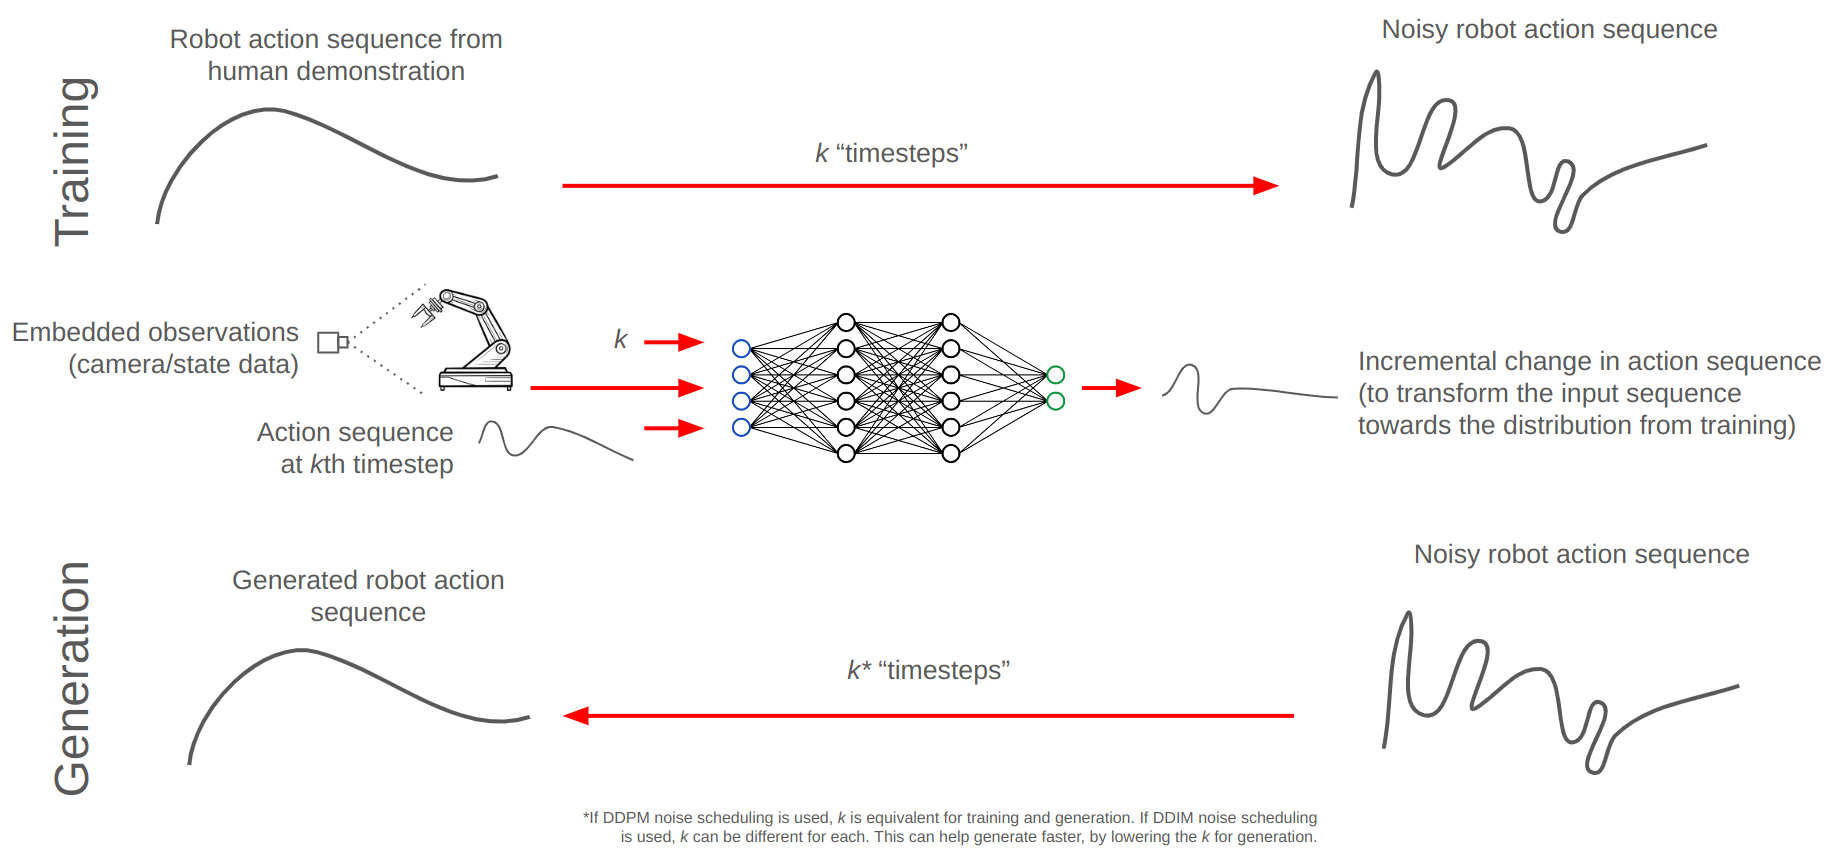 Training
Robot action sequence from
human demonstration
k “timesteps”
Noisy robot action sequence
Embedded observations
(camera/state data)
k
Action sequence
at kth timestep
Incremental change in action sequence
(to transform the input sequence
towards the distribution from training)
Generation
Generated robot action
sequence
k* “timesteps”
Noisy robot action sequence
*If DDPM noise scheduling is used, k is equivalent for training and generation. If DDIM noise scheduling
is used, k can be different for each. This can help generate faster, by lowering the k for generation.